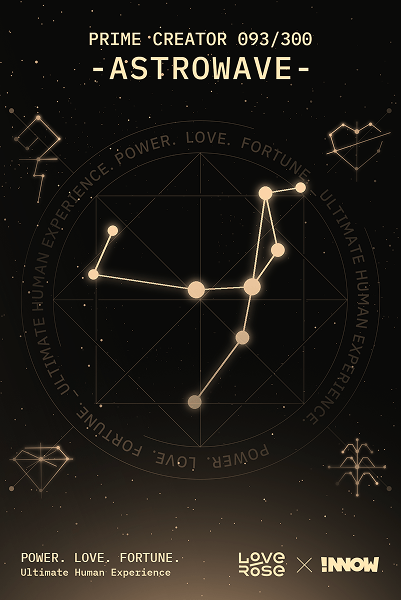 PRIME CREATOR 093/300
-ASTROWAVE-
POWER. LOVE. FORTUNE. - ULTIMATE HUMAN EXPERIENCE.
POWER. LOVE. FORTUNE - ULTIMATE HUMAN EXPERIENCE.
POWER. LOVE. FORTUNE.
Ultimate Human Experience
LOVE
ROSE
INNOW